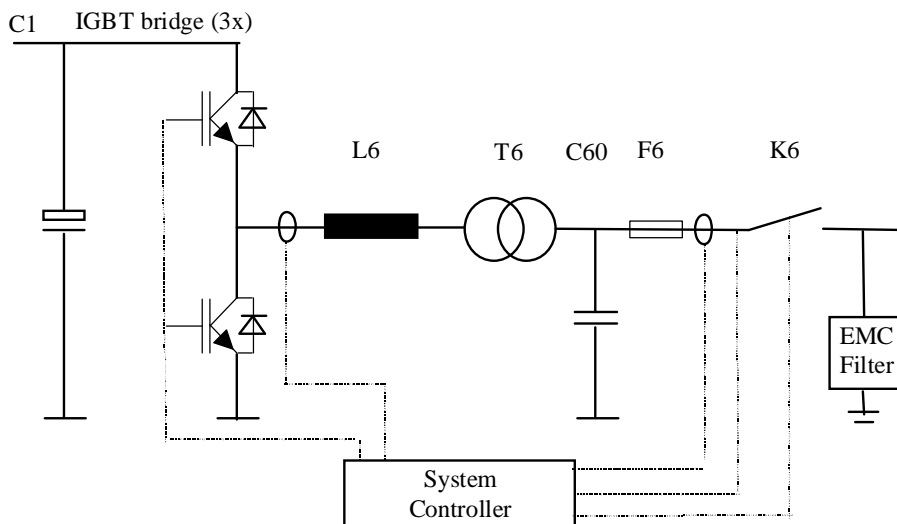 C1
IGBT bridge (3x)
L6
T6
C60
F6
K6
EMC
Filter
System
Controller